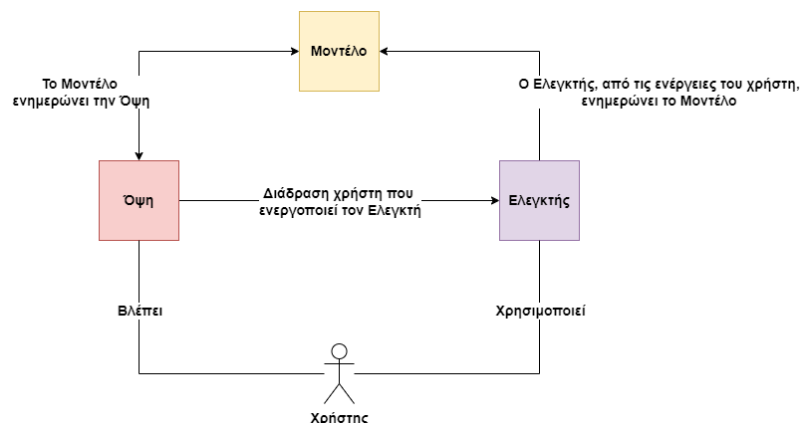 Μοντέλο
Το Μοντέλο
ενημερώνει την Όψη
Ο Ελεγκτής, από τις ενέργειες του χρήστη,
ενημερώνει το Μοντέλο
Όψη
Διάδραση χρήστη που
ενεργοποιεί τον Ελεγκτή
Ελεγκτής
Βλέπει
Χρησιμοποιεί
Χρήστης